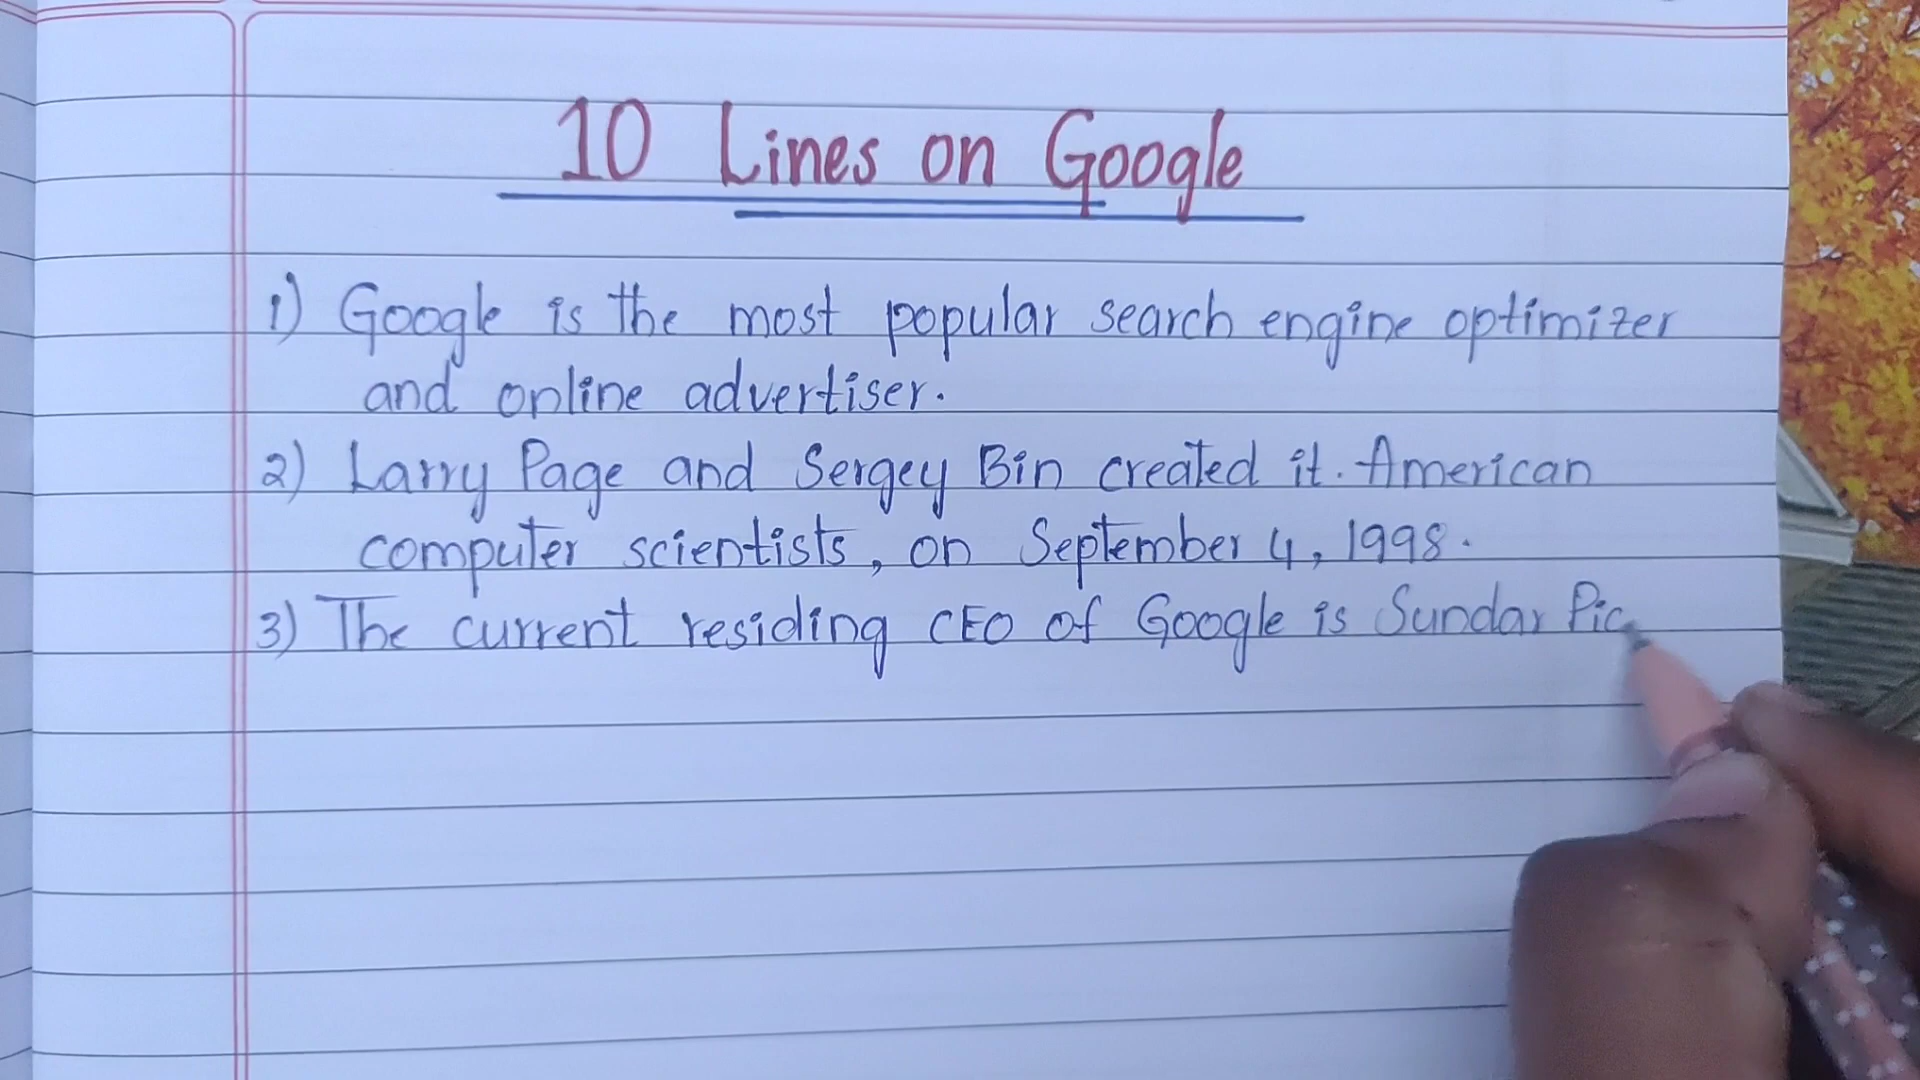 10 Lines on Google
1) Google is the most popular search engine optimizer
and online advertiser.
2) Larry Page and Sergey Bin created it. American
computer scientists, on September 4, 1998.
3) The current residing CEO of Google is Sundar Pic